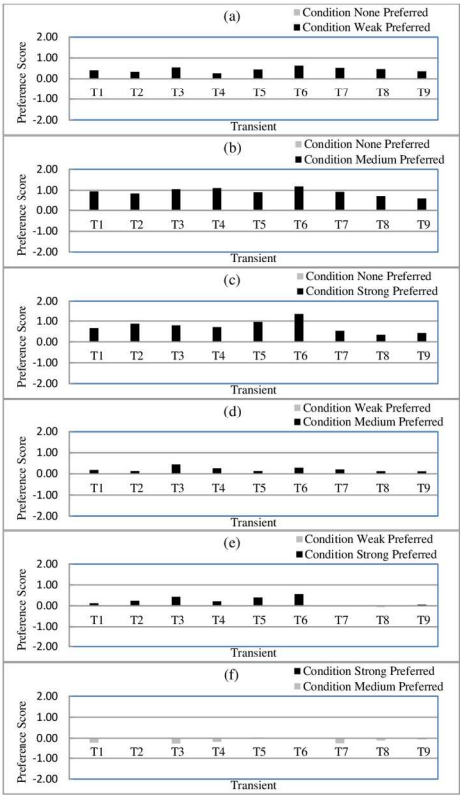 (a)
Condition None Preferred
Condition Weak Preferred
Preference Score
2.00
1.00
0.00
-1.00
-2.00
T1 T2 T3 T4 T5 T6 T7 T8 T9
Transient
(b)
Condition None Preferred
Condition Medium Preferred
Preference Score
2.00
1.00
0.00
-1.00
-2.00
T1 T2 T3 T4 T5 T6 T7 T8 T9
Transient
(c)
Condition None Preferred
Condition Strong Preferred
Preference Score
2.00
1.00
0.00
-1.00
-2.00
T1 T2 T3 T4 T5 T6 T7 T8 T9
Transient
(d)
Condition Weak Preferred
Condition Medium Preferred
Preference Score
2.00
1.00
0.00
-1.00
-2.00
T1 T2 T3 T4 T5 T6 T7 T8 T9
Transient
(e)
Condition Weak Preferred
Condition Strong Preferred
Preference Score
2.00
1.00
0.00
-1.00
-2.00
T1 T2 T3 T4 T5 T6 T7 T8 T9
Transient
(f)
Condition Strong Preferred
Condition Medium Preferred
Preference Score
2.00
1.00
0.00
-1.00
-2.00
T1 T2 T3 T4 T5 T6 T7 T8 T9
Transient